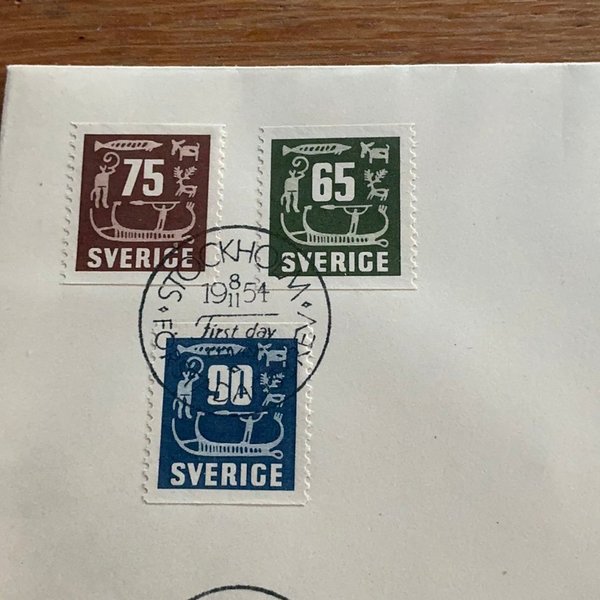 75
SVERIGE
65
SVERIGE
STOCKHOLM
19 8/11 54
First day
90
SVERIGE